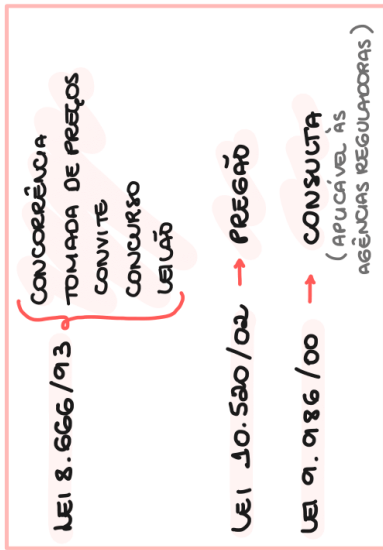 LEI 8.666/93
CONCORRÊNCIA
TOMADA DE PREÇOS
CONVITE
CONCURSO
LEILÃO
LEI 10.520/02 → PREGÃO
LEI 9.986/00 → CONSULTA
(APLICÁVEL ÀS
AGÊNCIAS REGULADORAS)